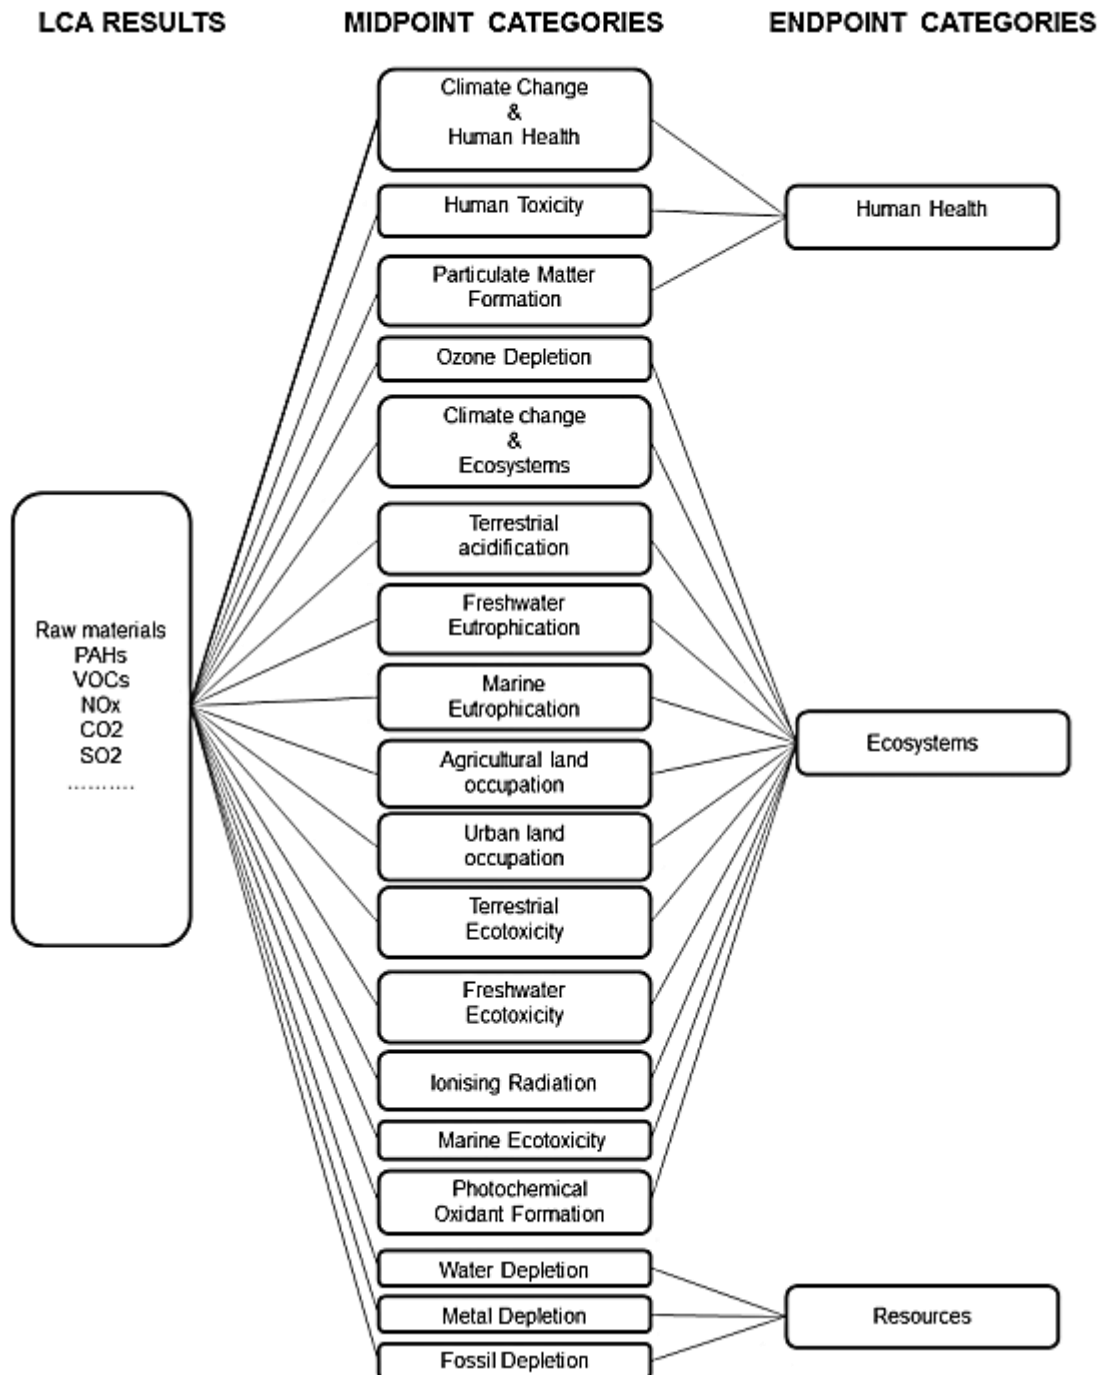 LCA RESULTS
MIDPOINT CATEGORIES
ENDPOINT CATEGORIES
Raw materials
PAHs
VOCs
NOx
CO2
SO2
..........
Climate Change
&
Human Health
Human Toxicity
Particulate Matter
Formation
Ozone Depletion
Climate change
&
Ecosystems
Terrestrial
acidification
Freshwater
Eutrophication
Marine
Eutrophication
Agricultural land
occupation
Urban land
occupation
Terrestrial
Ecotoxicity
Freshwater
Ecotoxicity
Ionising Radiation
Marine Ecotoxicity
Photochemical
Oxidant Formation
Water Depletion
Metal Depletion
Fossil Depletion
Human Health
Ecosystems
Resources